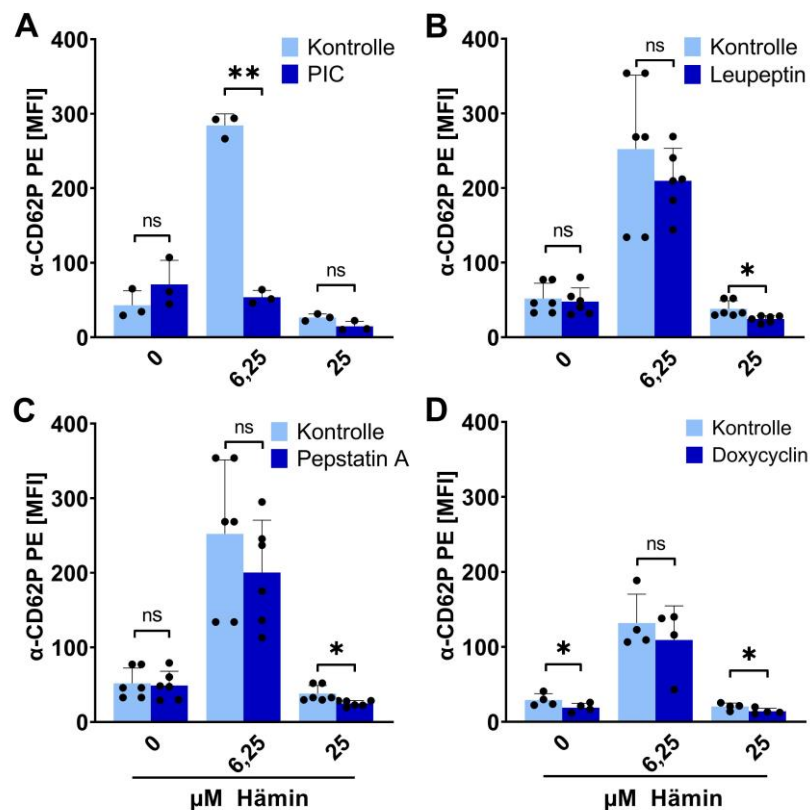 A
α-CD62P PE [MFI]
400
300
200
100
0
Kontrolle
PIC
ns
**
ns
0
6,25
25
B
α-CD62P PE [MFI]
400
300
200
100
0
Kontrolle
Leupeptin
ns
ns
*
0
6,25
25
C
α-CD62P PE [MFI]
400
300
200
100
0
Kontrolle
Pepstatin A
ns
ns
*
0
6,25
25
µM Hämin
D
α-CD62P PE [MFI]
400
300
200
100
0
Kontrolle
Doxycyclin
*
ns
*
0
6,25
25
µM Hämin